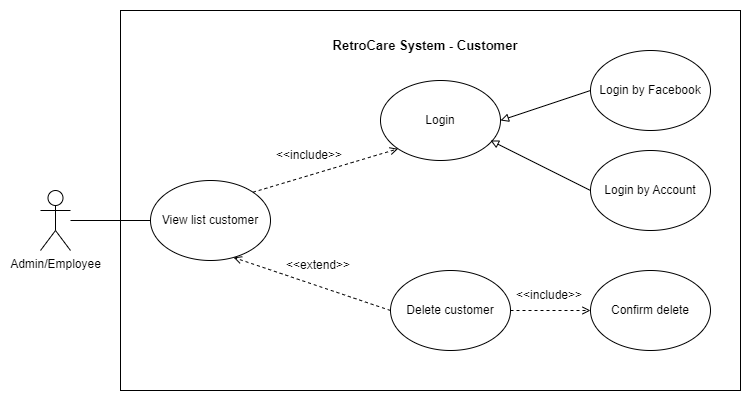 RetroCare System - Customer
Login by Facebook
Login
<<include>>
Login by Account
View list customer
Admin/Employee
<<extend>>
<<include>>
Delete customer
Confirm delete